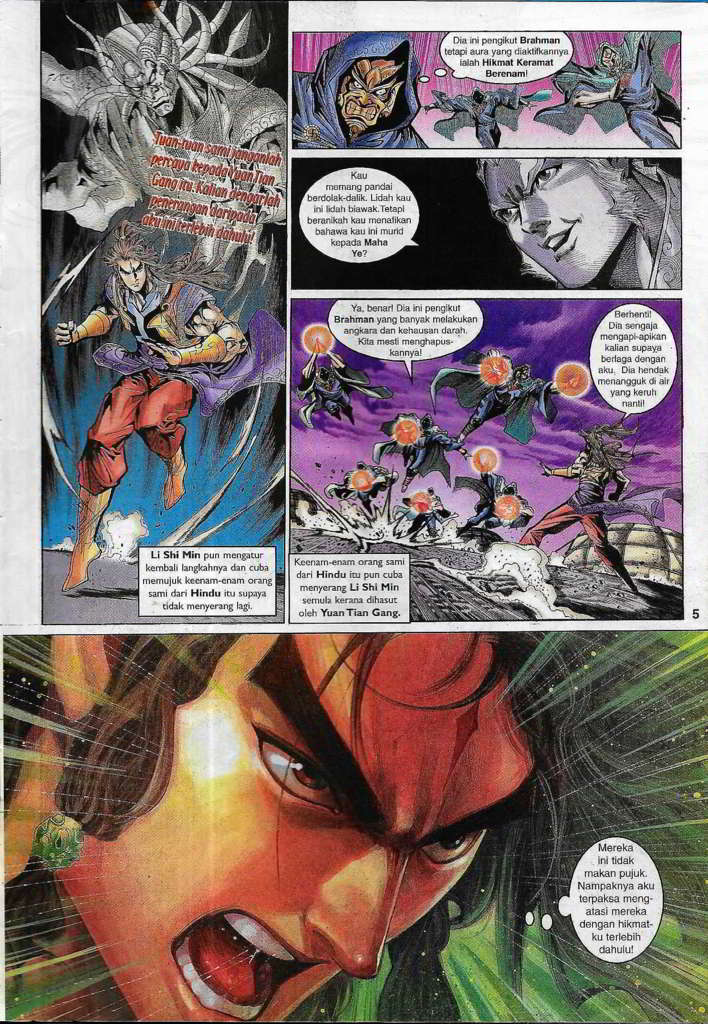 Tuan-tuan sami janganlah
percaya kepada Yuan Tian
Gang itu. Kalian dengarlah
penerangan daripada
aku ini terlebih dahulu!
Li Shi Min pun mengatur
kembali langkahnya dan cuba
memujuk keenam-enam orang
sami dari Hindu itu supaya
tidak menyerang lagi.
Dia ini pengikut Brahman
tetapi aura yang diaktifkannya
ialah Hikmat Keramat
Berenam!
Kau
memang pandai
berdolak-dalik. Lidah kau
ini lidah biawak.Tetapi
beranikah kau menafikan
bahawa kau ini murid
kepada Maha
Ye?
Ya, benar! Dia ini pengikut
Brahman yang banyak melakukan
angkara dan kehausan darah.
Kita mesti menghapus-
kannya!
Berhenti!
Dia sengaja
mengapi-apikan
kalian supaya
berlaga dengan
aku. Dia hendak
menangguk di air
yang keruh
nanti!
Keenam-enam orang sami
dari Hindu itu pun cuba
menyerang Li Shi Min
semula kerana dihasut
oleh Yuan Tian Gang.
5
Mereka
ini tidak
makan pujuk.
Nampaknya aku
terpaksa meng-
atasi mereka
dengan hikmat-
ku terlebih
dahulu!